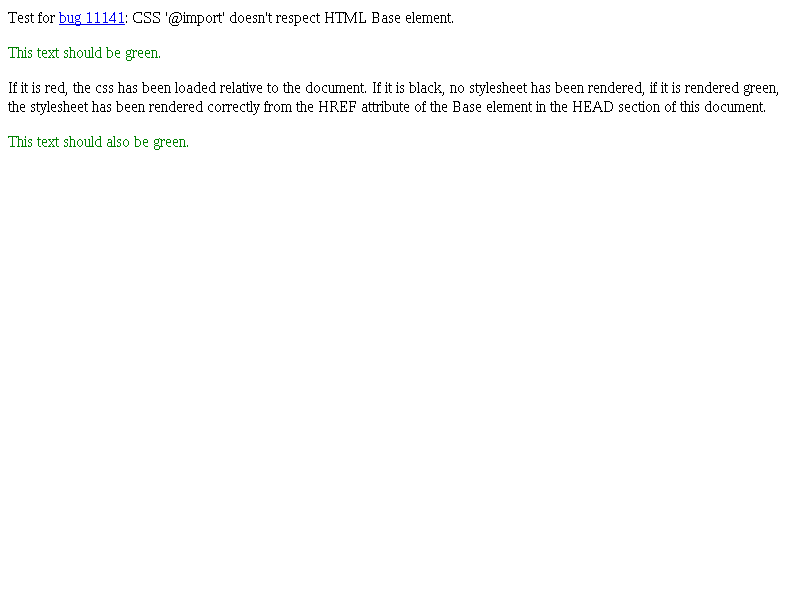 Test for bug 11141: CSS '@import' doesn't respect HTML Base element.
This text should be green.
If it is red, the css has been loaded relative to the document. If it is black, no stylesheet has been rendered, if it is rendered green,
the stylesheet has been rendered correctly from the HREF attribute of the Base element in the HEAD section of this document.
This text should also be green.